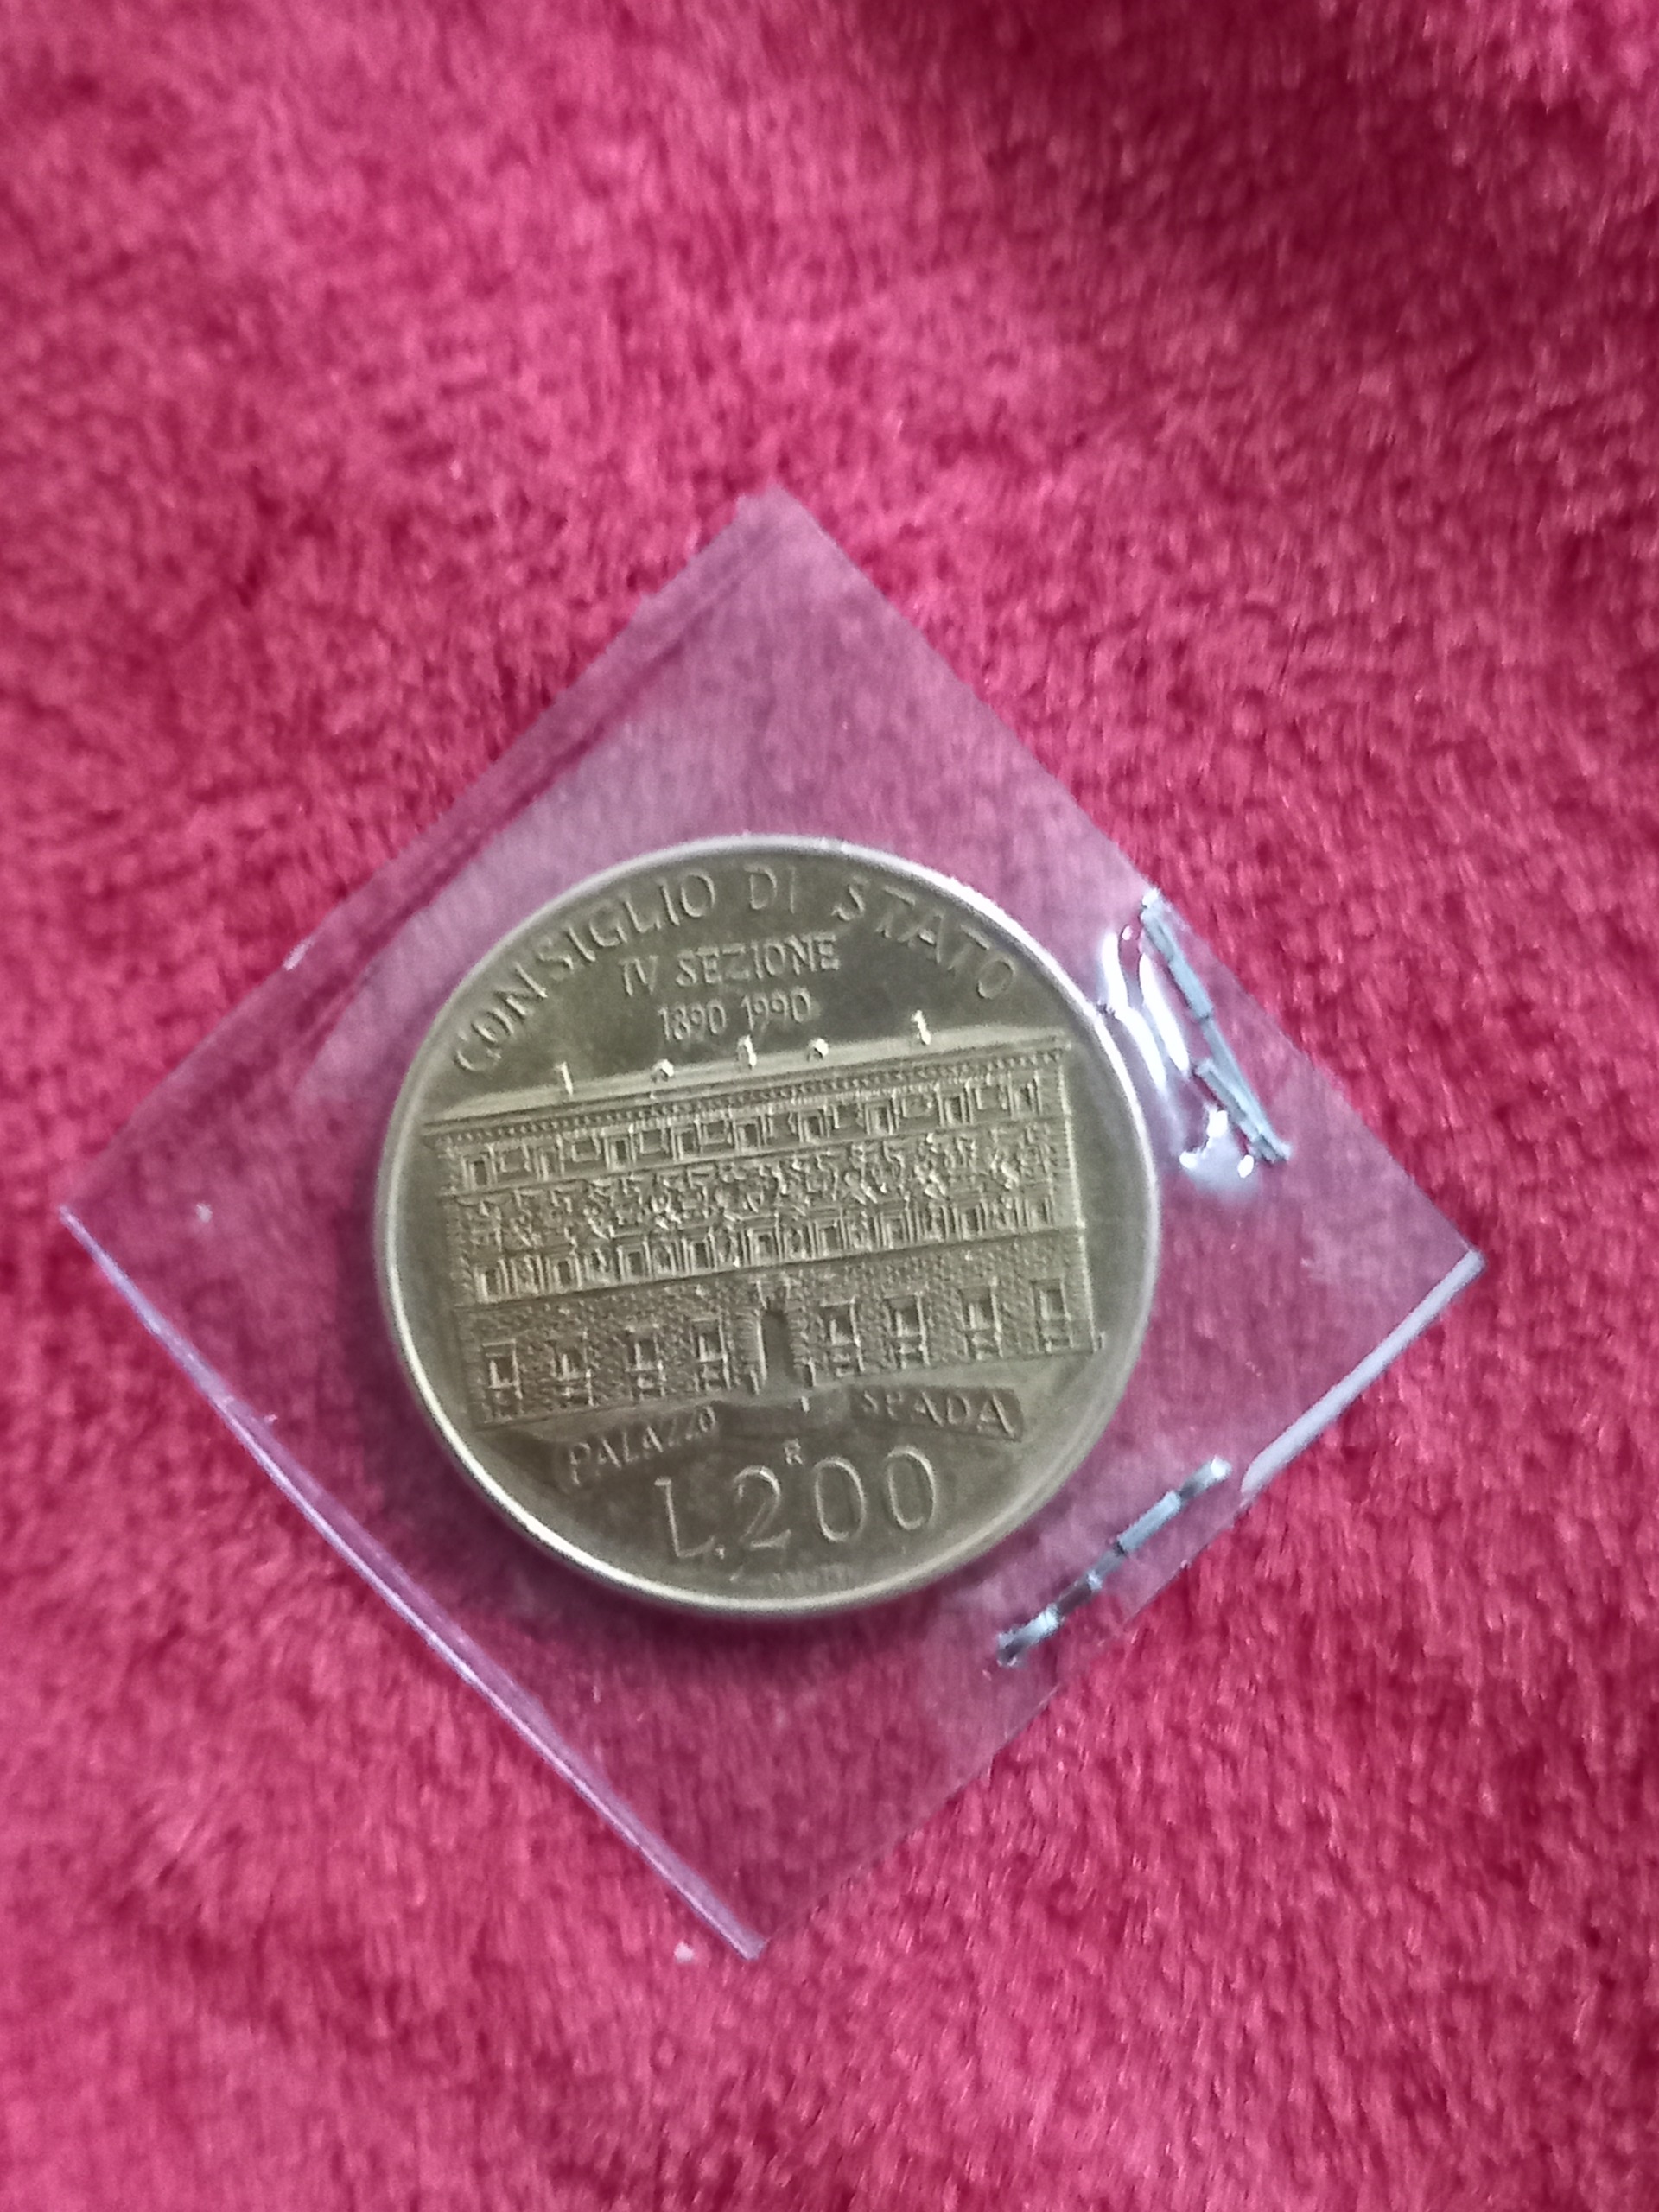 CONSIGLIO DI STATO
IV SEZIONE
1890 1990
PALAZZO SPADA
R
L.200